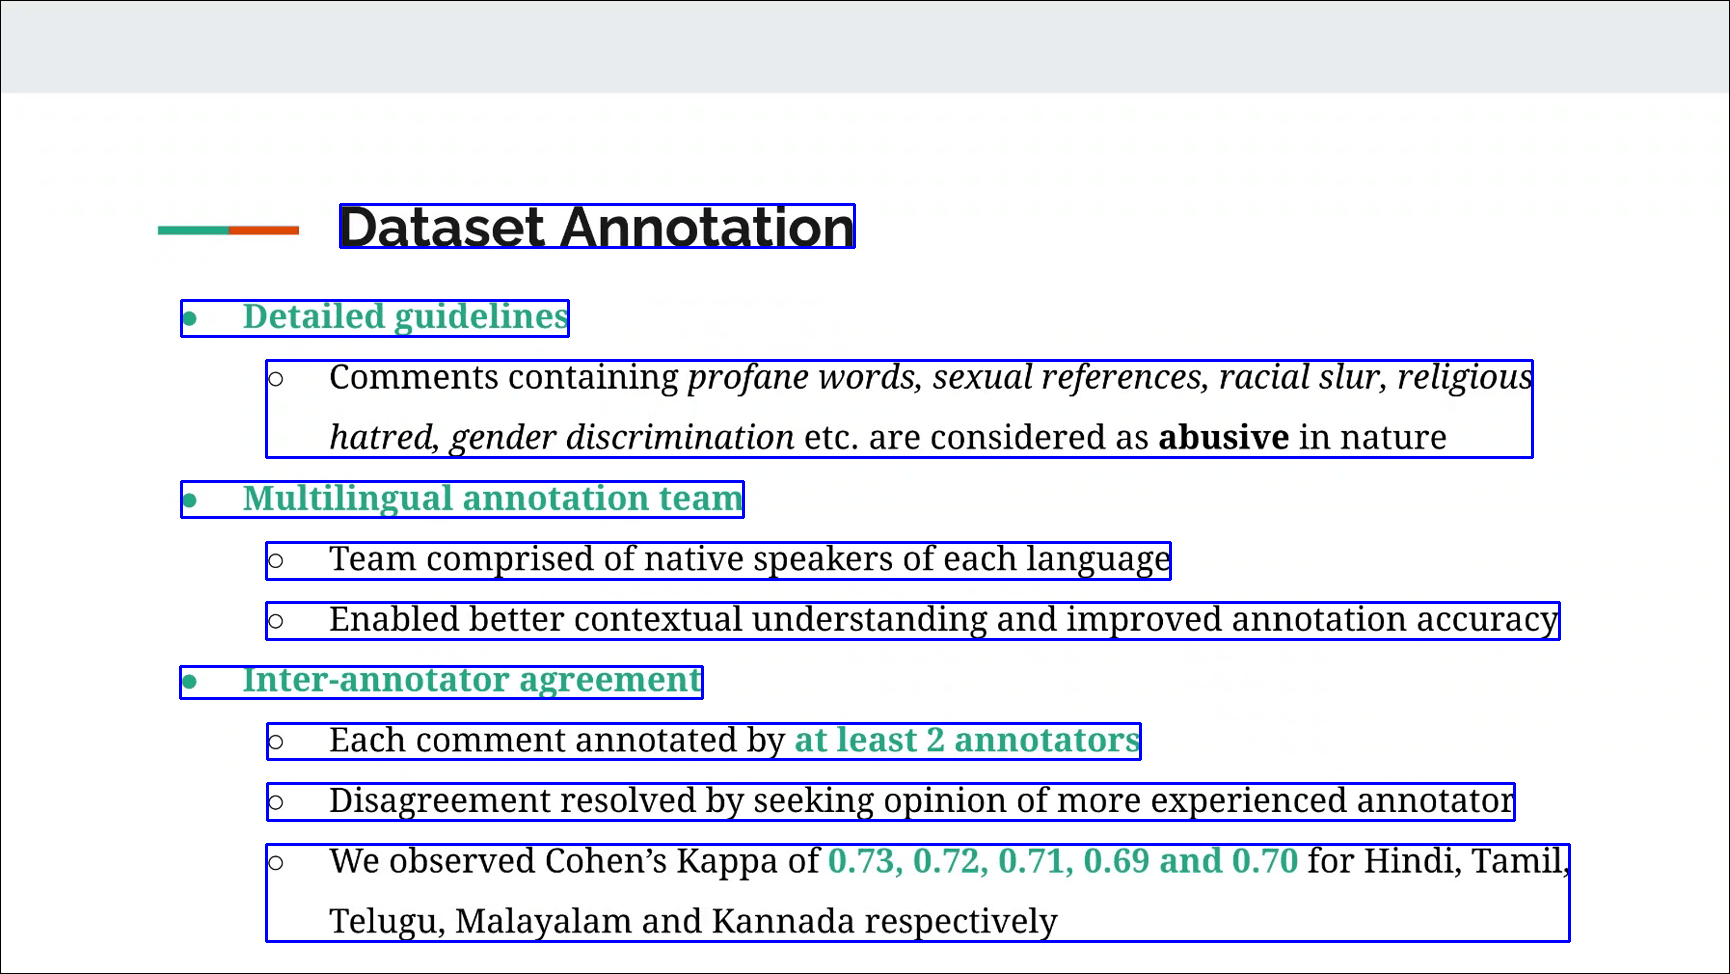 Dataset Annotation
● Detailed guidelines
○ Comments containing profane words, sexual references, racial slur, religious
hatred, gender discrimination etc. are considered as abusive in nature
● Multilingual annotation team
○ Team comprised of native speakers of each language
○ Enabled better contextual understanding and improved annotation accuracy
● Inter-annotator agreement
○ Each comment annotated by at least 2 annotators
○ Disagreement resolved by seeking opinion of more experienced annotator
○ We observed Cohen’s Kappa of 0.73, 0.72, 0.71, 0.69 and 0.70 for Hindi, Tamil,
Telugu, Malayalam and Kannada respectively